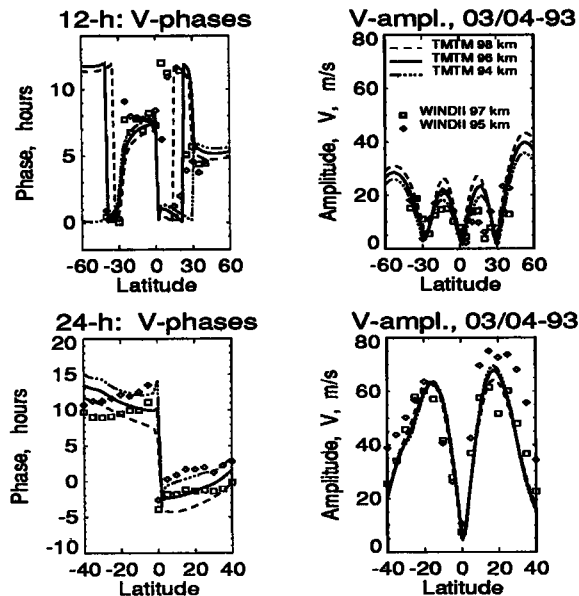 12-h: V-phases
V-ampl., 03/04-93
Phase, hours
10
5
0
-60 -30 0 30 60
Latitude
Amplitude, V, m/s
80
60
40
20
0
TMTM 98 km
TMTM 96 km
TMTM 94 km
WINDII 97 km
WINDII 95 km
-60 -30 0 30 60
Latitude
24-h: V-phases
V-ampl., 03/04-93
Phase, hours
20
15
10
5
0
-5
-10
-40 -20 0 20 40
Latitude
Amplitude, V, m/s
80
60
40
20
0
-40 -20 0 20 40
Latitude